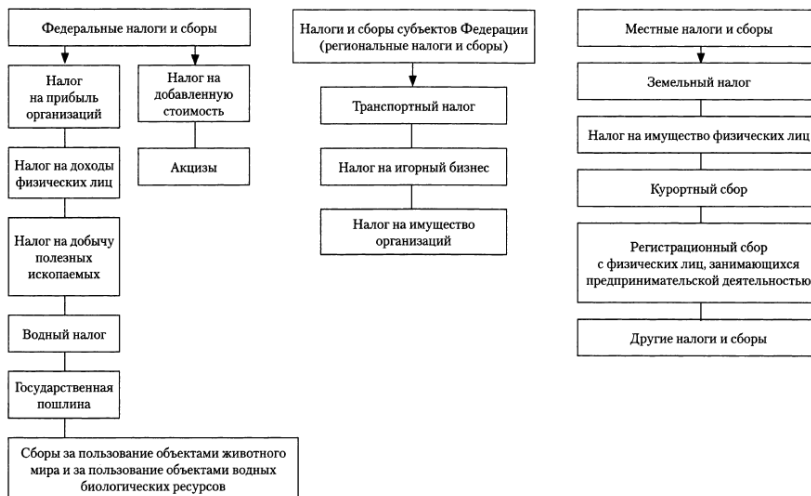 Федеральные налоги и сборы
Налог
на прибыль
организаций
Налог на
добавленную
стоимость
Налог на доходы
физических лиц
Акцизы
Налог на добычу
полезных
ископаемых
Водный налог
Государственная
пошлина
Сборы за пользование объектами животного
мира и за пользование объектами водных
биологических ресурсов
Налоги и сборы субъектов Федерации
(региональные налоги и сборы)
Транспортный налог
Налог на игорный бизнес
Налог на имущество
организаций
Местные налоги и сборы
Земельный налог
Налог на имущество физических лиц
Курортный сбор
Регистрационный сбор
с физических лиц, занимающихся
предпринимательской деятельностью
Другие налоги и сборы